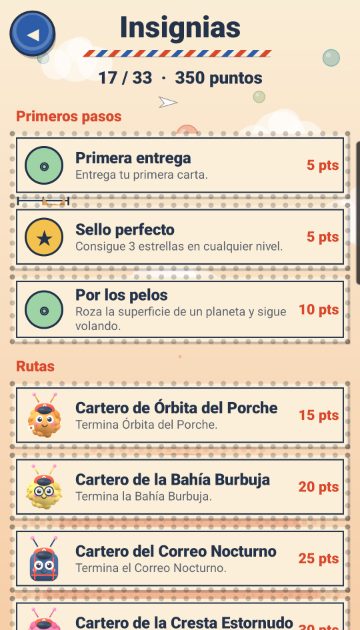 Insignias
17 / 33 · 350 puntos
Primeros pasos
Primera entrega
Entrega tu primera carta.
5 pts
Sello perfecto
Consigue 3 estrellas en cualquier nivel.
5 pts
Por los pelos
Roza la superficie de un planeta y sigue
volando.
10 pts
Rutas
Cartero de Órbita del Porche
Termina Órbita del Porche.
15 pts
Cartero de la Bahía Burbuja
Termina la Bahía Burbuja.
20 pts
Cartero del Correo Nocturno
Termina el Correo Nocturno.
25 pts
Cartero de la Cresta Estornudo
30 pts